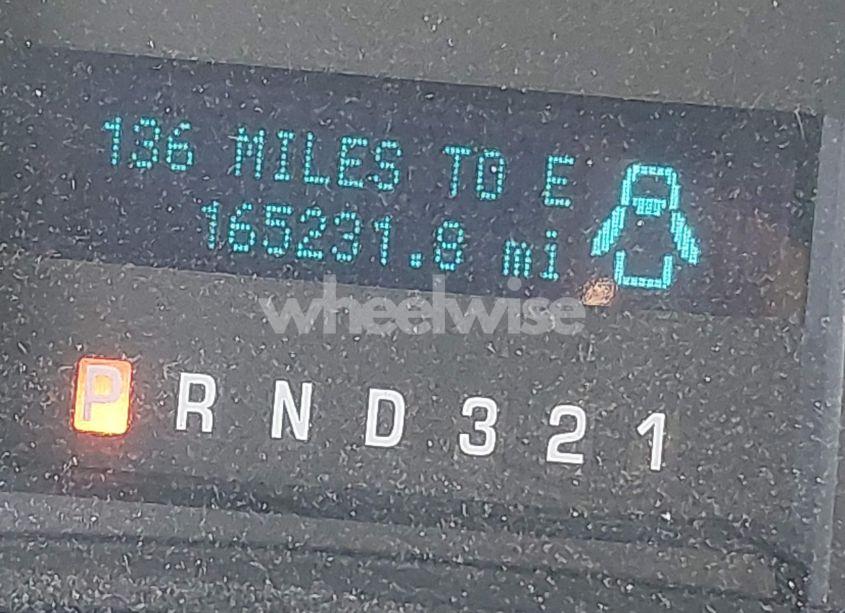 136 MILES TO E
165231.8 mi
wheelwise
P R N D 3 2 1